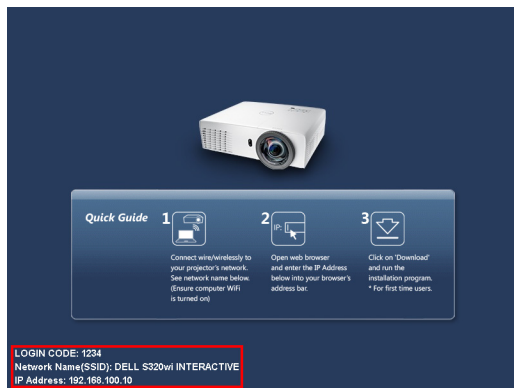 Quick Guide
1
2
IP:
3
Connect wire/wirelessly to
your projector's network.
See network name below.
(Ensure computer WiFi
is turned on)
Open web browser
and enter the IP Address
below into your browser's
address bar.
Click on 'Download'
and run the
installation program.
* For first time users.
LOGIN CODE: 1234
Network Name(SSID): DELL S320wi INTERACTIVE
IP Address: 192.168.100.10